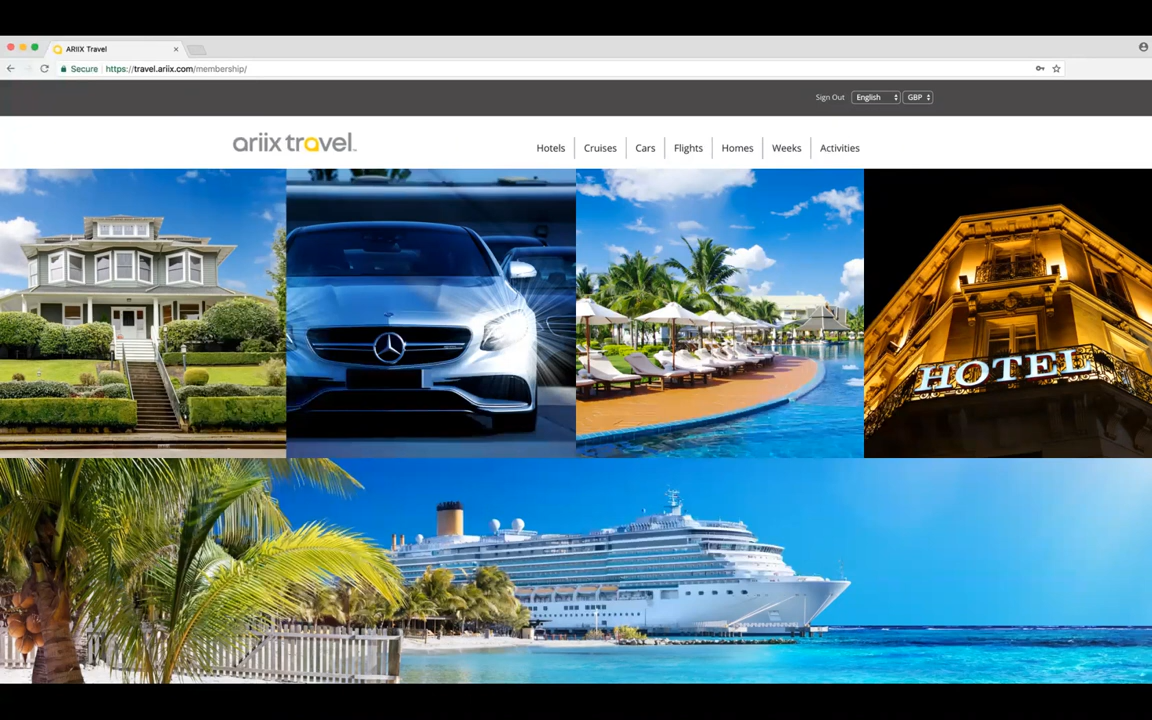 ARIIX Travel
Secure https://travel.ariix.com/membership/
Sign Out English GBP
ariix travel
Hotels Cruises Cars Flights Homes Weeks Activities
HOTEL